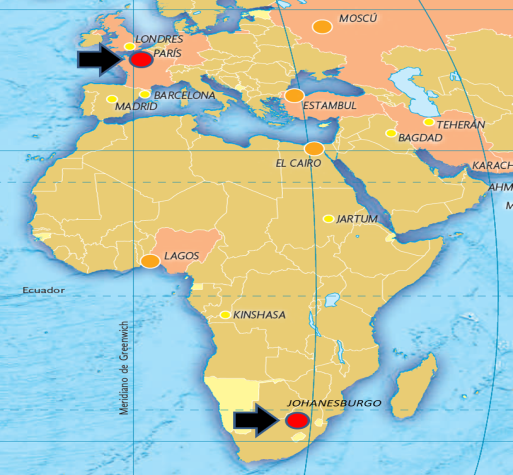 MOSCÚ
LONDRES
PARÍS
BARCELONA
MADRID
ESTAMBUL
TEHERÁN
BAGDAD
EL CAIRO
KARACH
AHM
M
JARTUM
LAGOS
Ecuador
KINSHASA
Meridiano de Greenwich
JOHANESBURGO